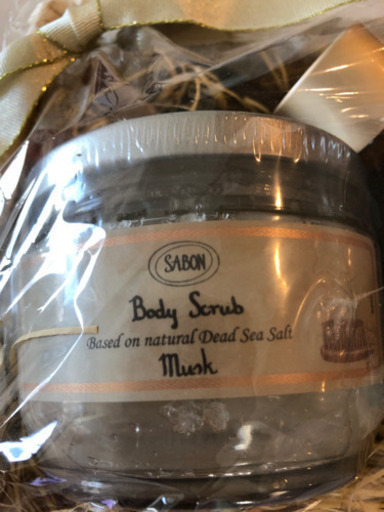 SABON
Body Scrub
Based on natural Dead Sea Salt
Musk